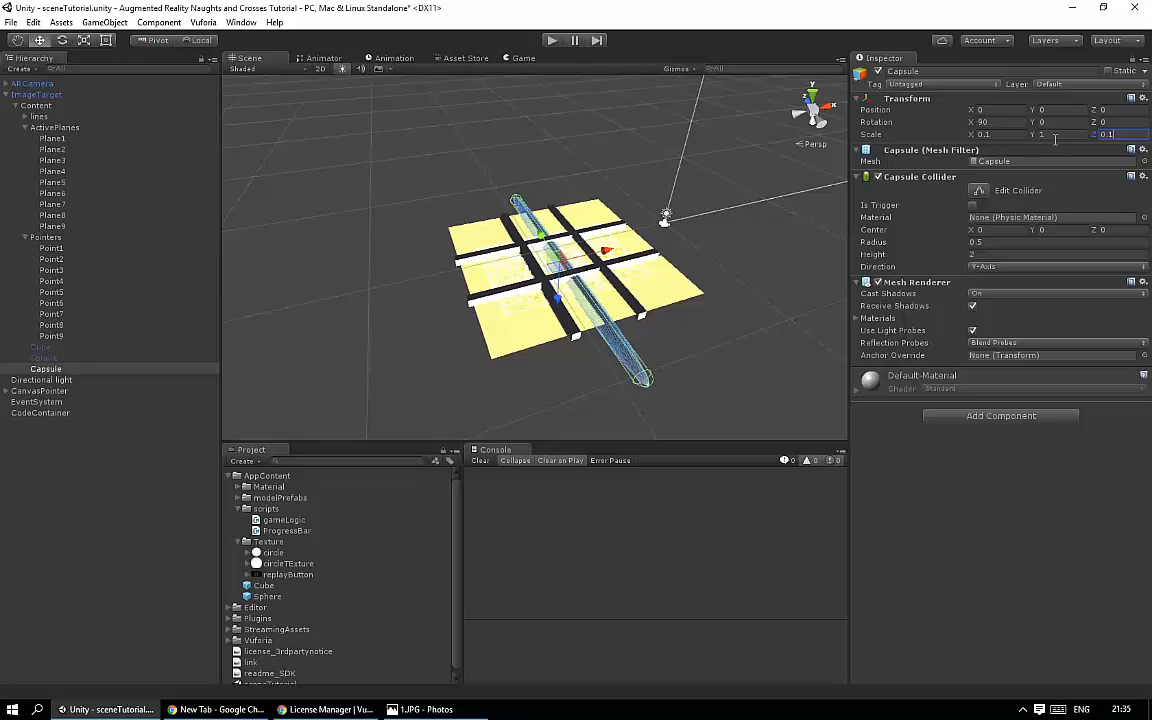 Unity - sceneTutorial.unity - Augmented Reality Naughts and Crosses Tutorial - PC, Mac & Linux Standalone* <DX11>
File Edit Assets GameObject Component Vuforia Window Help
Pivot Local Account Layers Layout
Hierarchy
Create All
ARCamera
ImageTarget
Content
lines
ActivePlanes
Plane1
Plane2
Plane3
Plane4
Plane5
Plane6
Plane7
Plane8
Plane9
Pointers
Point1
Point2
Point3
Point4
Point5
Point6
Point7
Point8
Point9
Cube
Sphere
Capsule
Directional light
CanvasPointer
EventSystem
CodeContainer
Scene Animator Animation Asset Store Game
Shaded 2D Gizmos All
y
x
z
Persp
Project
Create
AppContent
Material
modelPrefabs
scripts
gameLogic
ProgressBar
Texture
circle
circleTExture
replayButton
Cube
Sphere
Editor
Plugins
StreamingAssets
Vuforia
license_3rdpartynotice
link
readme_SDK
sceneTutorial
Console
Clear Collapse Clear on Play Error Pause 0 0 0
Inspector
Capsule Static
Tag Untagged Layer Default
Transform
Position X 0 Y 0 Z 0
Rotation X 90 Y 0 Z 0
Scale X 0.1 Y 1 Z 0.1
Capsule (Mesh Filter)
Mesh Capsule
Capsule Collider
Edit Collider
Is Trigger
Material None (Physic Material)
Center X 0 Y 0 Z 0
Radius 0.5
Height 2
Direction Y-Axis
Mesh Renderer
Cast Shadows On
Receive Shadows
Materials
Use Light Probes
Reflection Probes Blend Probes
Anchor Override None (Transform)
Default-Material
Shader Standard
Add Component
Unity - sceneTutorial.... New Tab - Google Ch... License Manager | Vu... 1.JPG - Photos ENG 21:35